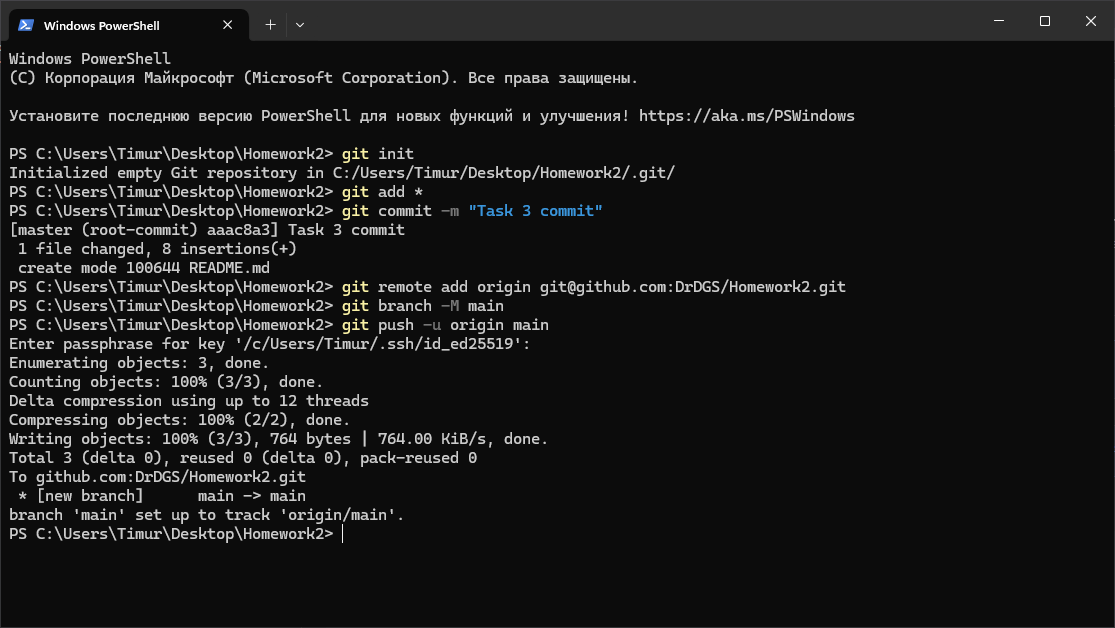 Windows PowerShell
Windows PowerShell
(C) Корпорация Майкрософт (Microsoft Corporation). Все права защищены.
Установите последнюю версию PowerShell для новых функций и улучшения! https://aka.ms/PSWindows
PS C:\Users\Timur\Desktop\Homework2> git init
Initialized empty Git repository in C:/Users/Timur/Desktop/Homework2/.git/
PS C:\Users\Timur\Desktop\Homework2> git add *
PS C:\Users\Timur\Desktop\Homework2> git commit -m "Task 3 commit"
[master (root-commit) aaac8a3] Task 3 commit
 1 file changed, 8 insertions(+)
 create mode 100644 README.md
PS C:\Users\Timur\Desktop\Homework2> git remote add origin git@github.com:DrDGS/Homework2.git
PS C:\Users\Timur\Desktop\Homework2> git branch -M main
PS C:\Users\Timur\Desktop\Homework2> git push -u origin main
Enter passphrase for key '/c/Users/Timur/.ssh/id_ed25519':
Enumerating objects: 3, done.
Counting objects: 100% (3/3), done.
Delta compression using up to 12 threads
Compressing objects: 100% (2/2), done.
Writing objects: 100% (3/3), 764 bytes | 764.00 KiB/s, done.
Total 3 (delta 0), reused 0 (delta 0), pack-reused 0
To github.com:DrDGS/Homework2.git
 * [new branch]      main -> main
branch 'main' set up to track 'origin/main'.
PS C:\Users\Timur\Desktop\Homework2>